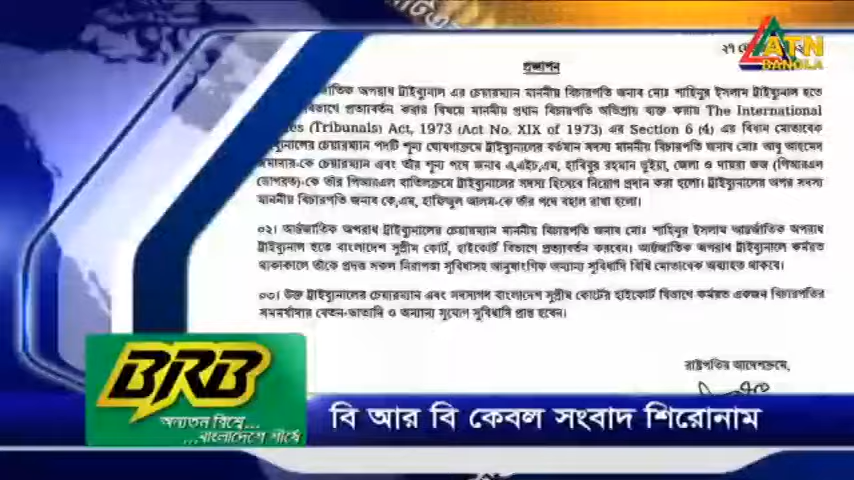 ATN
BANGLA
২৭
প্রজ্ঞাপন
অপরাধ ট্রাইব্যুনাল এর চেয়ারম্যান মাননীয় বিচারপতি জনাব মোঃ শাহিনুর ইসলাম ট্রাইব্যুনাল হতে
বিভাগে প্রত্যাবর্তন করার বিষয়ে মাননীয় প্রধান বিচারপতি অভিপ্রায় ব্যক্ত করায় The International
(Tribunals) Act, 1973 (Act No. XIX of 1973) এর Section 6 (4) এর বিধান মোতাবেক
চেয়ারম্যান পদটি শূন্য ঘোষণাক্রমে ট্রাইব্যুনালের বর্তমান সদস্য মাননীয় বিচারপতি জনাব মোঃ আবু আহমেদ
জমাদার-কে চেয়ারম্যান এবং তাঁর শূন্য পদে জনাব এ,এইচ,এম, হাবিবুর রহমান ভুইয়া, জেলা ও দায়রা জজ (পিআরএল
ভোগরত)-কে তাঁর পিআরএল বাতিলক্রমে ট্রাইব্যুনালের সদস্য হিসেবে নিয়োগ প্রদান করা হলো। ট্রাইব্যুনালের অপর সদস্য
মাননীয় বিচারপতি জনাব কে,এম, হাফিজুল আলম-কে তাঁর পদে বহাল রাখা হলো।
০২। আন্তর্জাতিক অপরাধ ট্রাইব্যুনালের চেয়ারম্যান মাননীয় বিচারপতি জনাব মোঃ শাহিনুর ইসলাম আন্তর্জাতিক অপরাধ
ট্রাইব্যুনাল হতে বাংলাদেশ সুপ্রীম কোর্ট, হাইকোর্ট বিভাগে প্রত্যাবর্তন করবেন। আন্তর্জাতিক অপরাধ ট্রাইব্যুনালে কর্মরত
থাকাকালে তাঁকে প্রদত্ত সকল নিরাপত্তা সুবিধাসহ আনুষাংগিক অন্যান্য সুবিধাদি বিধি মোতাবেক অব্যাহত থাকবে।
০৩। উক্ত ট্রাইব্যুনালের চেয়ারম্যান এবং সদস্যগণ বাংলাদেশ সুপ্রীম কোর্টের হাইকোর্ট বিভাগে কর্মরত একজন বিচারপতির
সমমর্যাদার বেতন-ভাতাদি ও অন্যান্য সুযোগ সুবিধাদি প্রাপ্ত হবেন।
রাষ্ট্রপতির আদেশক্রমে,
BRB
অন্যতম বিশ্বে...
...বাংলাদেশে শীর্ষে
বি আর বি কেবল সংবাদ শিরোনাম